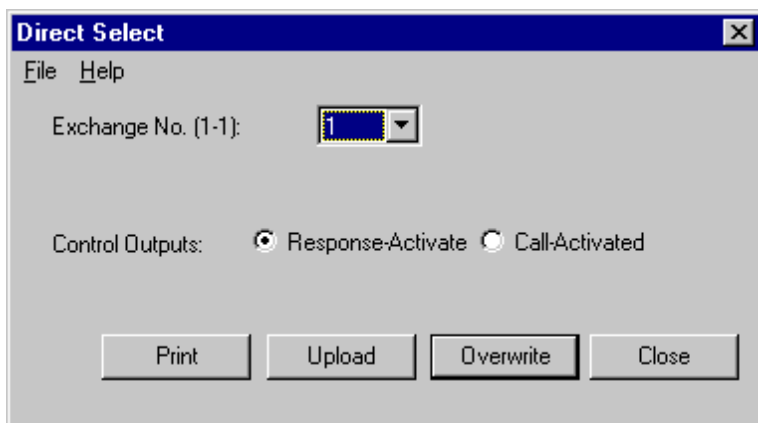 Direct Select
File Help
Exchange No. (1-1): 1
Control Outputs: Response-Activate Call-Activated
Print Upload Overwrite Close